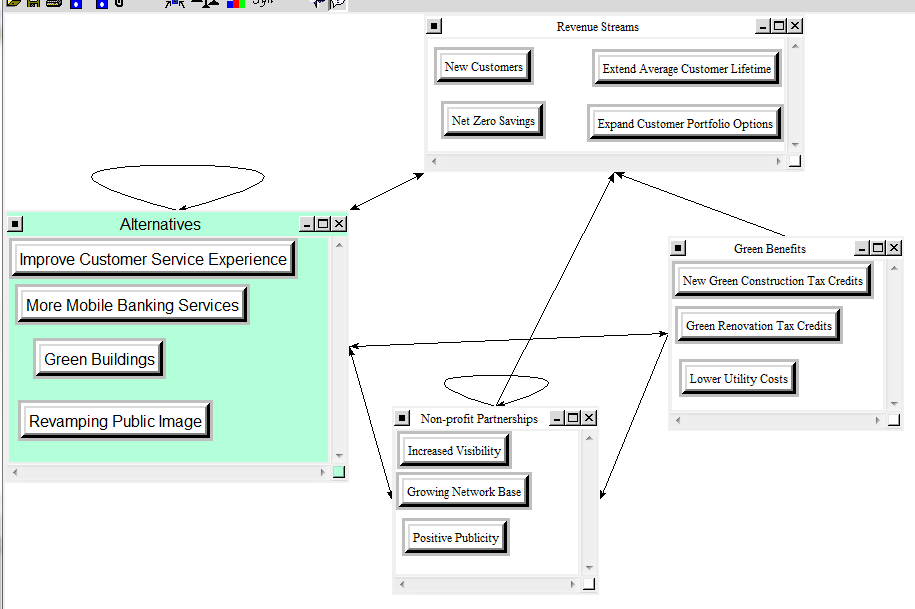 Revenue Streams
New Customers
Extend Average Customer Lifetime
Net Zero Savings
Expand Customer Portfolio Options
Alternatives
Improve Customer Service Experience
More Mobile Banking Services
Green Buildings
Revamping Public Image
Green Benefits
New Green Construction Tax Credits
Green Renovation Tax Credits
Lower Utility Costs
Non-profit Partnerships
Increased Visibility
Growing Network Base
Positive Publicity